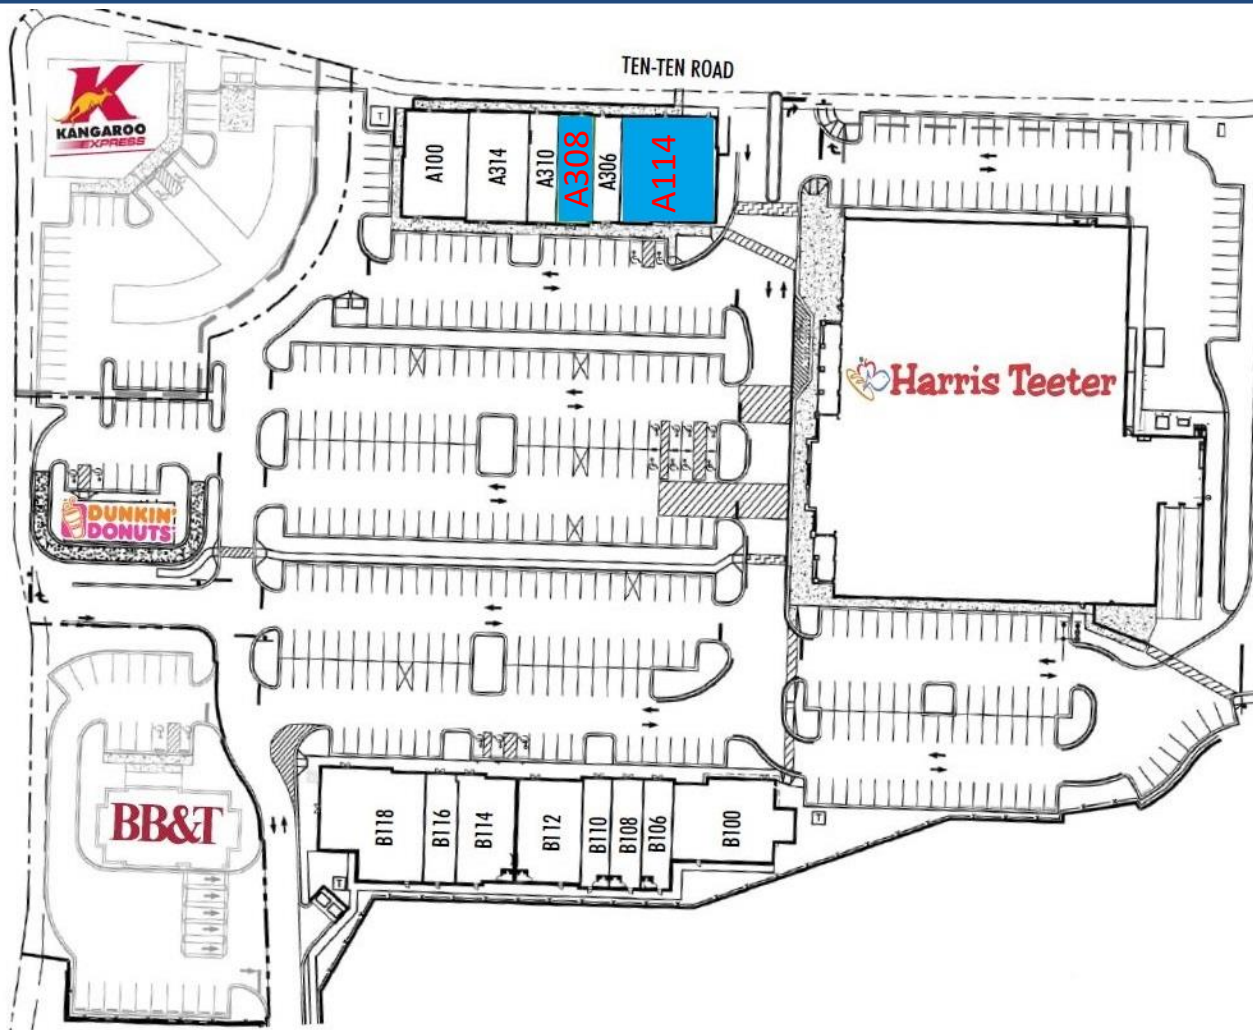 TEN-TEN ROAD
K
KANGAROO
EXPRESS
T
A100
A314
A310
A308
A306
A114
Harris Teeter
DUNKIN'
DONUTS
BB&T
B118
B116
B114
B112
B110
B108
B106
B100
T
T